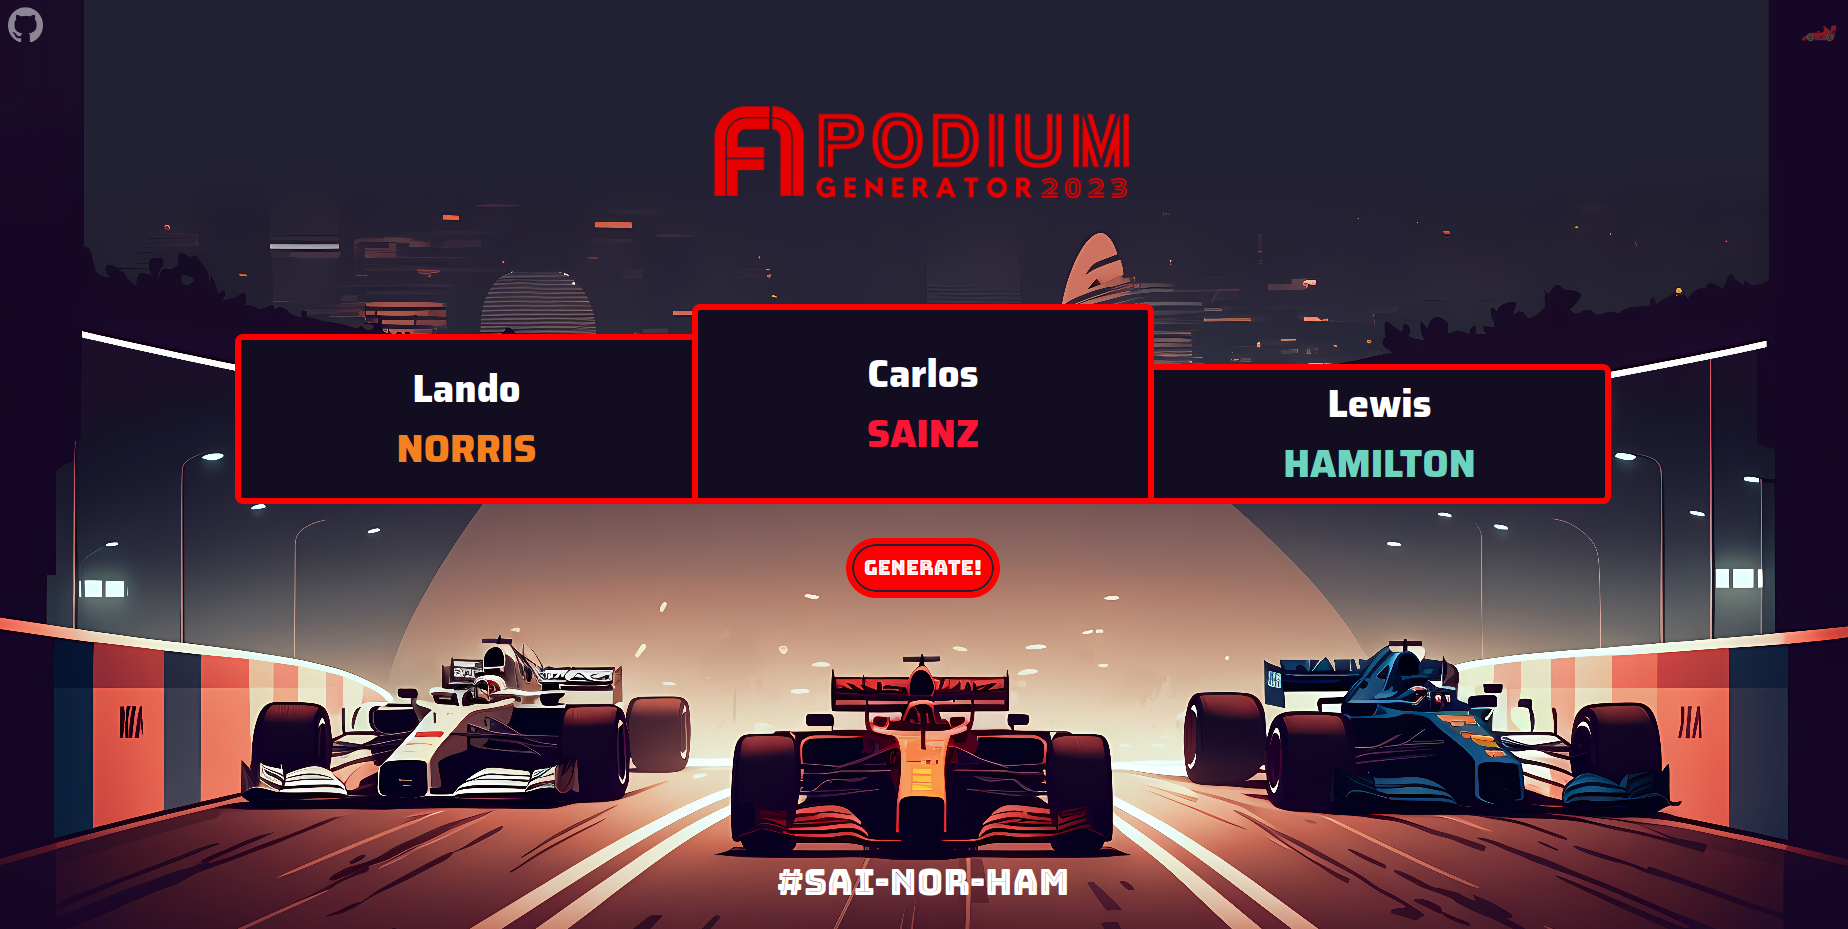 F1 PODIUM
GENERATOR 2023
Lando
NORRIS
Carlos
SAINZ
Lewis
HAMILTON
GENERATE!
#SAI-NOR-HAM